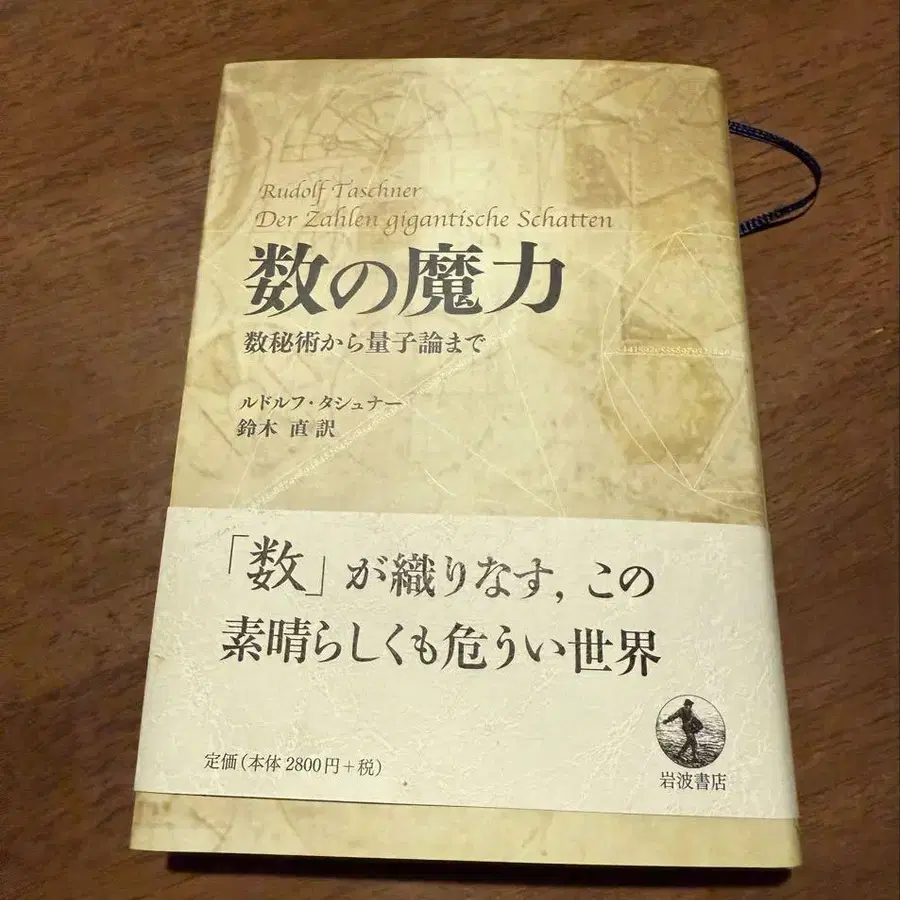 Rudolf Taschner
Der Zahlen gigantische Schatten
数の魔力
数秘術から量子論まで
ルドルフ・タシュナー
鈴木 直 訳
「数」が織りなす，この
素晴らしくも危うい世界
定価（本体2800円+税）
岩波書店